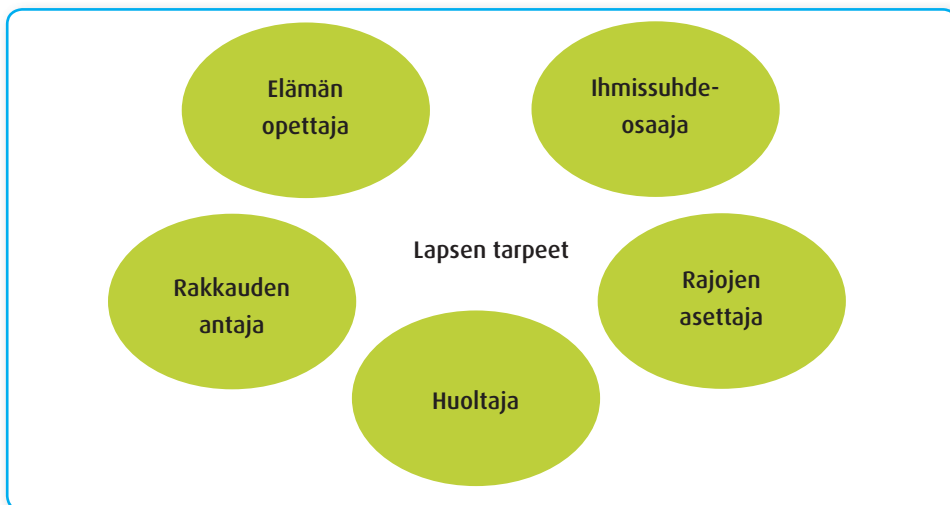 Elämän
opettaja
Ihmissuhde-
osaaja
Lapsen tarpeet
Rakkauden
antaja
Rajojen
asettaja
Huoltaja